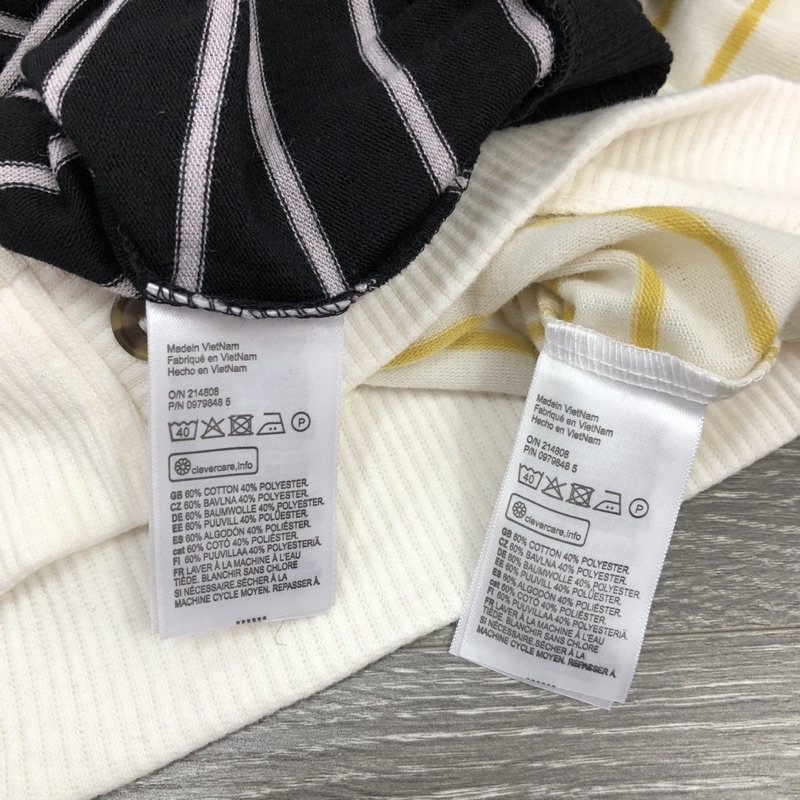 Madein VietNam
Fabriqué en VietNam
Hecho en VietNam
O/N 214808
P/N 0979848 5
40
P
clevercare,info
GB 60% COTTON 40% POLYESTER.
CZ 60% BAVLNA 40% POLYESTER.
DE 60% BAUMWOLLE 40% POLYESTER.
EE 60% PUUVILL 40% POLÜESTER.
ES 60% ALGODÓN 40% POLIÉSTER.
cat 60% COTÓ 40% POLIÈSTER.
FI 60% PUUVILLAA 40% POLYESTERIÄ.
FR LAVER À LA MACHINE À L'EAU
TIÈDE. BLANCHIR SANS CHLORE
SI NÉCESSAIRE.SÉCHER À LA
MACHINE CYCLE MOYEN. REPASSER À.
Madein VietNam
Fabriqué en VietNam
Hecho en VietNam
O/N 214808
P/N 0979848 5
40
P
clevercare,info
GB 60% COTTON 40% POLYESTER.
CZ 60% BAVLNA 40% POLYESTER.
DE 60% BAUMWOLLE 40% POLYESTER.
EE 60% PUUVILL 40% POLÜESTER.
ES 60% ALGODÓN 40% POLIÉSTER.
cat 60% COTÓ 40% POLIÈSTER.
FI 60% PUUVILLAA 40% POLYESTERIÄ.
FR LAVER À LA MACHINE À L'EAU
TIÈDE. BLANCHIR SANS CHLORE
SI NÉCESSAIRE.SÉCHER À LA
MACHINE CYCLE MOYEN. REPASSER À.